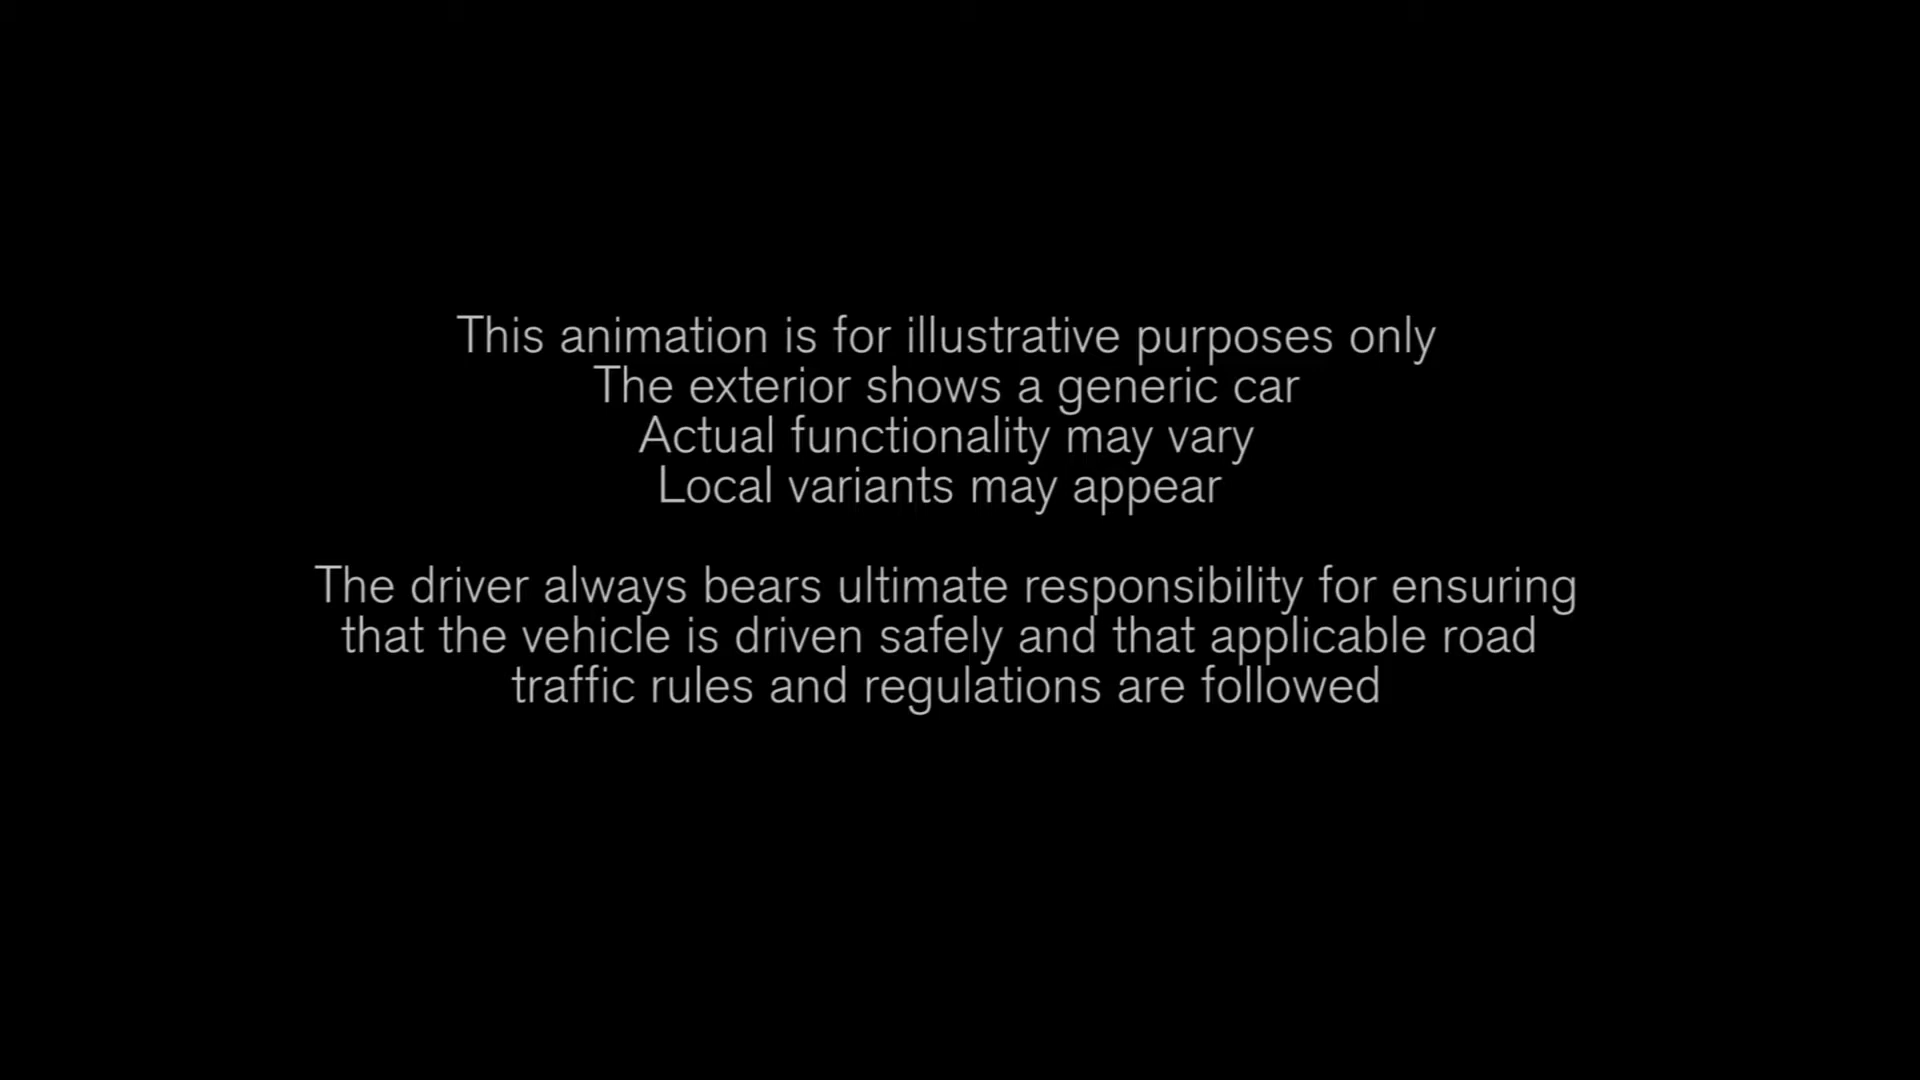 This animation is for illustrative purposes only
The exterior shows a generic car
Actual functionality may vary
Local variants may appear
The driver always bears ultimate responsibility for ensuring
that the vehicle is driven safely and that applicable road
traffic rules and regulations are followed